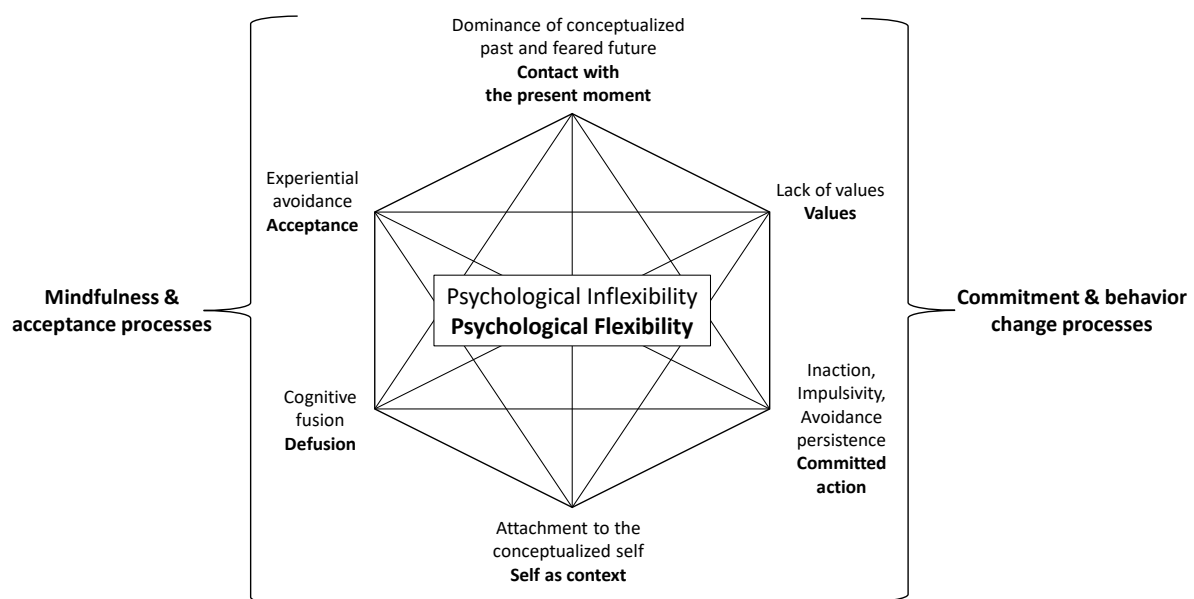 Dominance of conceptualized
past and feared future
Contact with
the present moment
Experiential
avoidance
Acceptance
Lack of values
Values
Mindfulness &
acceptance processes
Psychological Inflexibility
Psychological Flexibility
Commitment & behavior
change processes
Cognitive
fusion
Defusion
Inaction,
Impulsivity,
Avoidance
persistence
Committed
action
Attachment to the
conceptualized self
Self as context